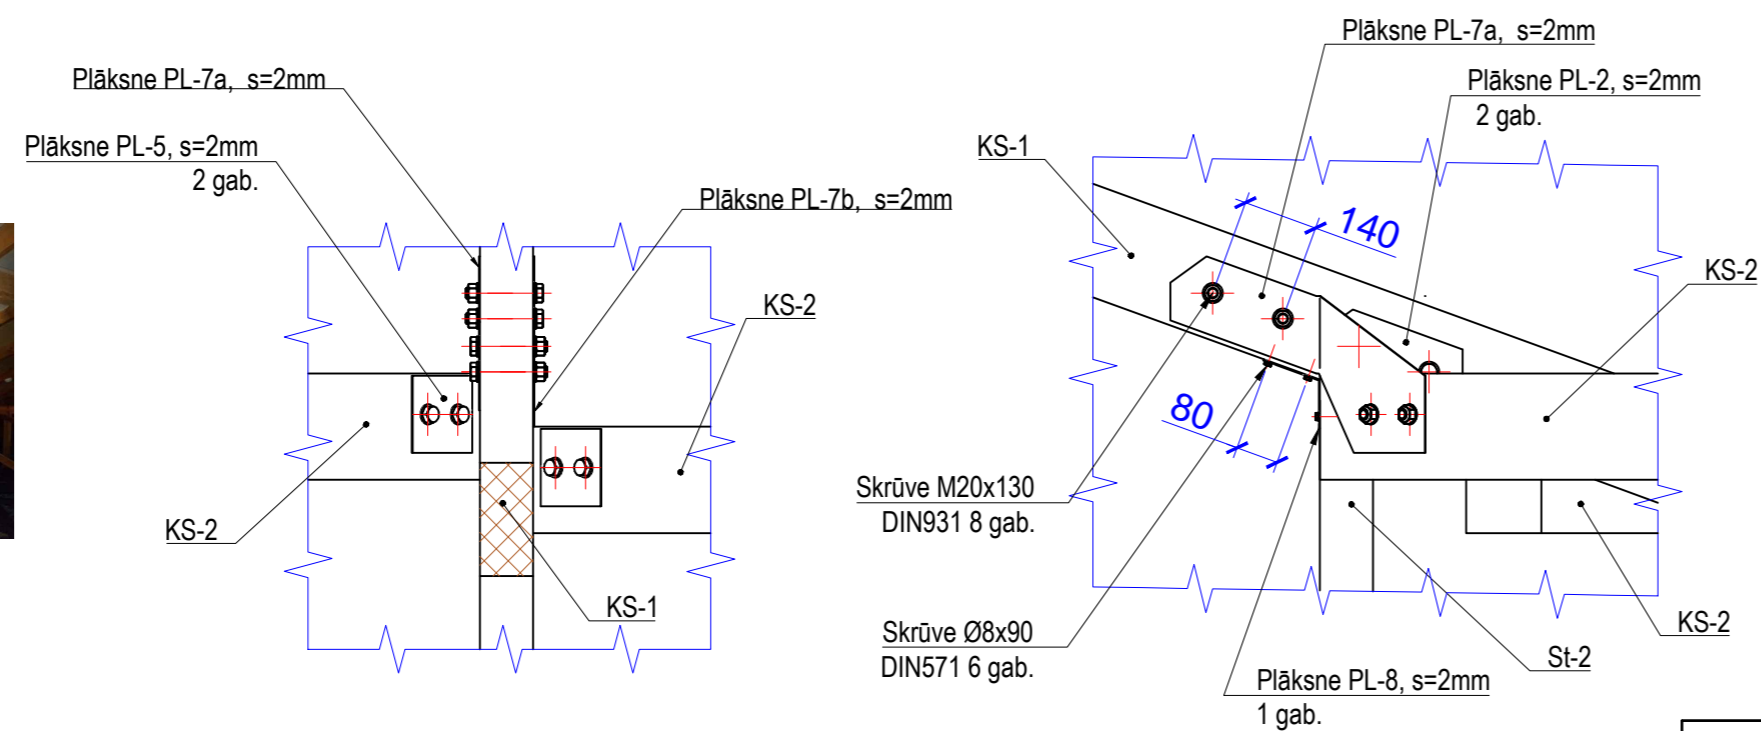 Plāksne PL-7a, s=2mm
Plāksne PL-5, s=2mm
2 gab.
Plāksne PL-7b, s=2mm
KS-2
KS-2
KS-1
Plāksne PL-7a, s=2mm
Plāksne PL-2, s=2mm
2 gab.
KS-1
140
KS-2
80
Skrūve M20x130
DIN931 8 gab.
Skrūve Ø8x90
DIN571 6 gab.
KS-2
St-2
Plāksne PL-8, s=2mm
1 gab.